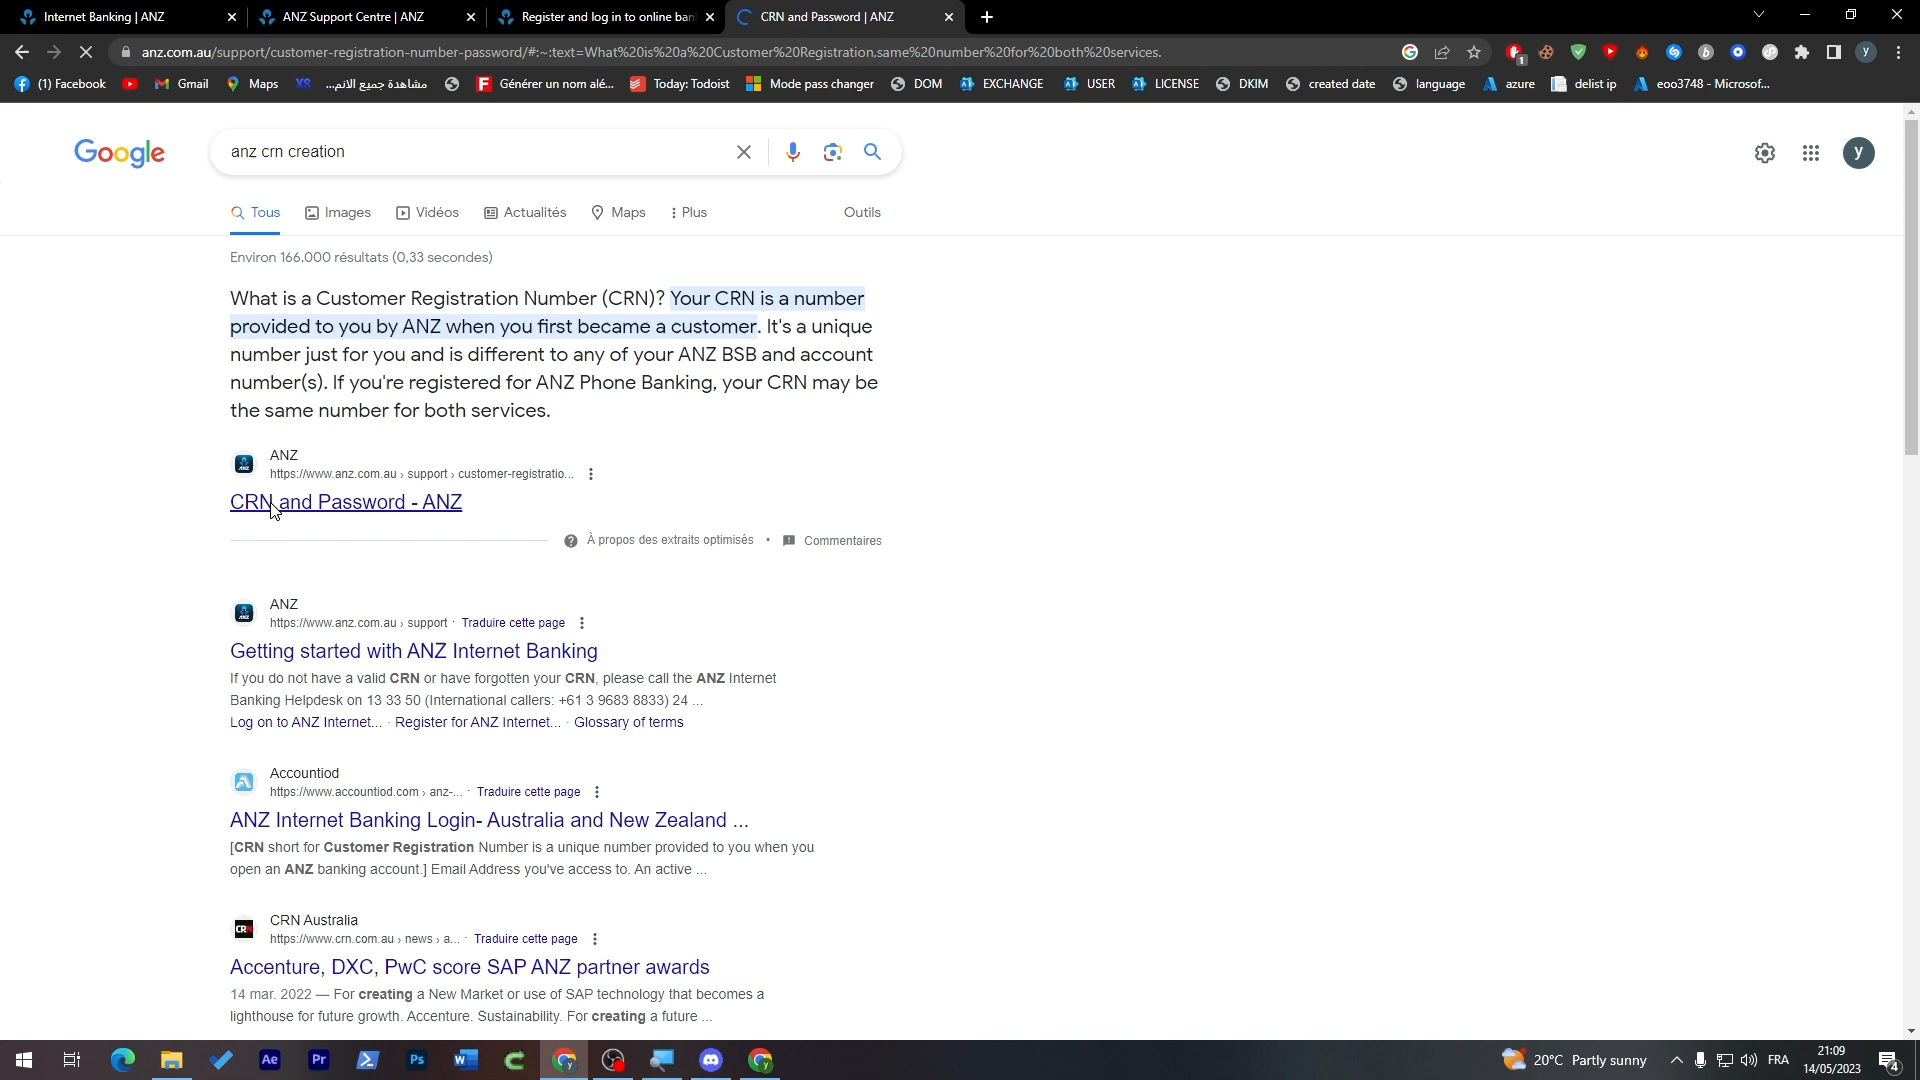 Internet Banking | ANZ
ANZ Support Centre | ANZ
Register and log in to online ban
CRN and Password | ANZ
anz.com.au/support/customer-registration-number-password/#:~:text=What%20is%20a%20Customer%20Registration,same%20number%20for%20both%20services.
1
y
(1) Facebook
Gmail
Maps
XS
مشاهدة جميع الانم...
Générer un nom alé...
Today: Todoist
Mode pass changer
DOM
EXCHANGE
USER
LICENSE
DKIM
created date
language
azure
delist ip
eoo3748 - Microsof...
Google
anz crn creation
y
Tous
Images
Vidéos
Actualités
Maps
Plus
Outils
Environ 166.000 résultats (0,33 secondes)
What is a Customer Registration Number (CRN)? Your CRN is a number
provided to you by ANZ when you first became a customer. It's a unique
number just for you and is different to any of your ANZ BSB and account
number(s). If you're registered for ANZ Phone Banking, your CRN may be
the same number for both services.
ANZ
https://www.anz.com.au › support › customer-registratio...
CRN and Password - ANZ
À propos des extraits optimisés • Commentaires
ANZ
https://www.anz.com.au › support · Traduire cette page
Getting started with ANZ Internet Banking
If you do not have a valid CRN or have forgotten your CRN, please call the ANZ Internet
Banking Helpdesk on 13 33 50 (International callers: +61 3 9683 8833) 24 ...
Log on to ANZ Internet... · Register for ANZ Internet... · Glossary of terms
Accountiod
https://www.accountiod.com › anz-... · Traduire cette page
ANZ Internet Banking Login- Australia and New Zealand ...
[CRN short for Customer Registration Number is a unique number provided to you when you
open an ANZ banking account.] Email Address you've access to. An active ...
CRN
CRN Australia
https://www.crn.com.au › news › a... · Traduire cette page
Accenture, DXC, PwC score SAP ANZ partner awards
14 mar. 2022 — For creating a New Market or use of SAP technology that becomes a
lighthouse for future growth. Accenture. Sustainability. For creating a future ...
Ae
Pr
Ps
20°C Partly sunny
FRA
21:09
14/05/2023
4